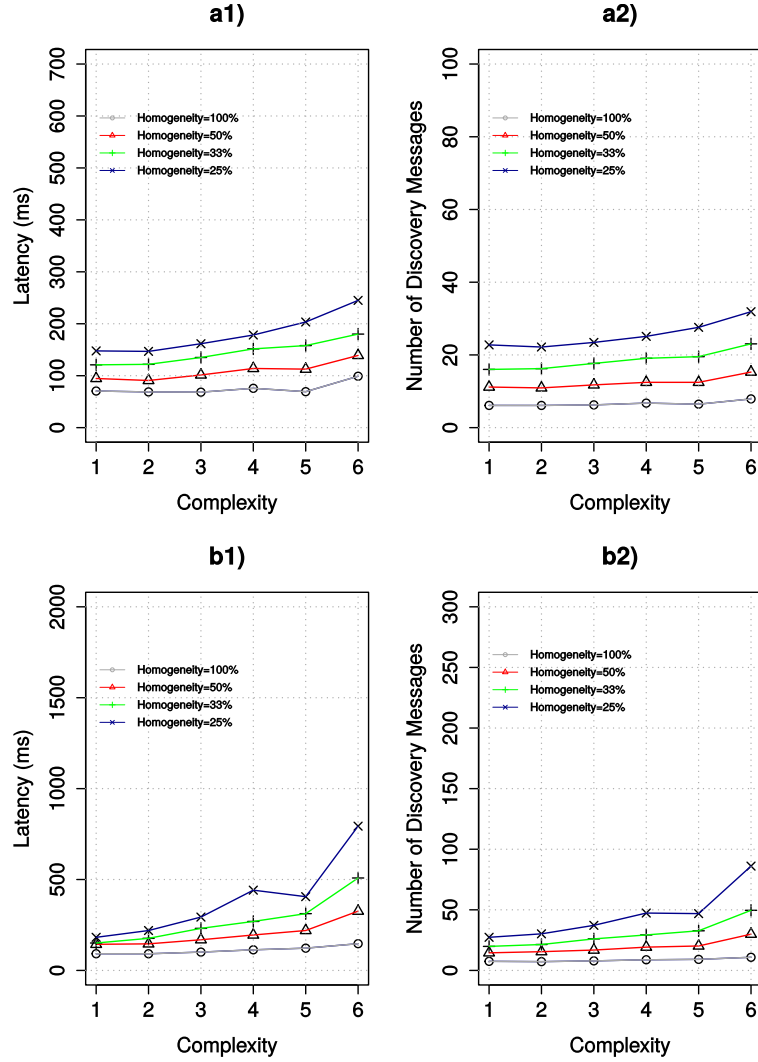 a1)
Latency (ms)
0
100
200
300
400
500
600
700
Homogeneity=100%
Homogeneity=50%
Homogeneity=33%
Homogeneity=25%
1 2 3 4 5 6
Complexity
a2)
Number of Discovery Messages
0
20
40
60
80
100
Homogeneity=100%
Homogeneity=50%
Homogeneity=33%
Homogeneity=25%
1 2 3 4 5 6
Complexity
b1)
Latency (ms)
0
500
1000
1500
2000
Homogeneity=100%
Homogeneity=50%
Homogeneity=33%
Homogeneity=25%
1 2 3 4 5 6
Complexity
b2)
Number of Discovery Messages
0
50
100
150
200
250
300
Homogeneity=100%
Homogeneity=50%
Homogeneity=33%
Homogeneity=25%
1 2 3 4 5 6
Complexity